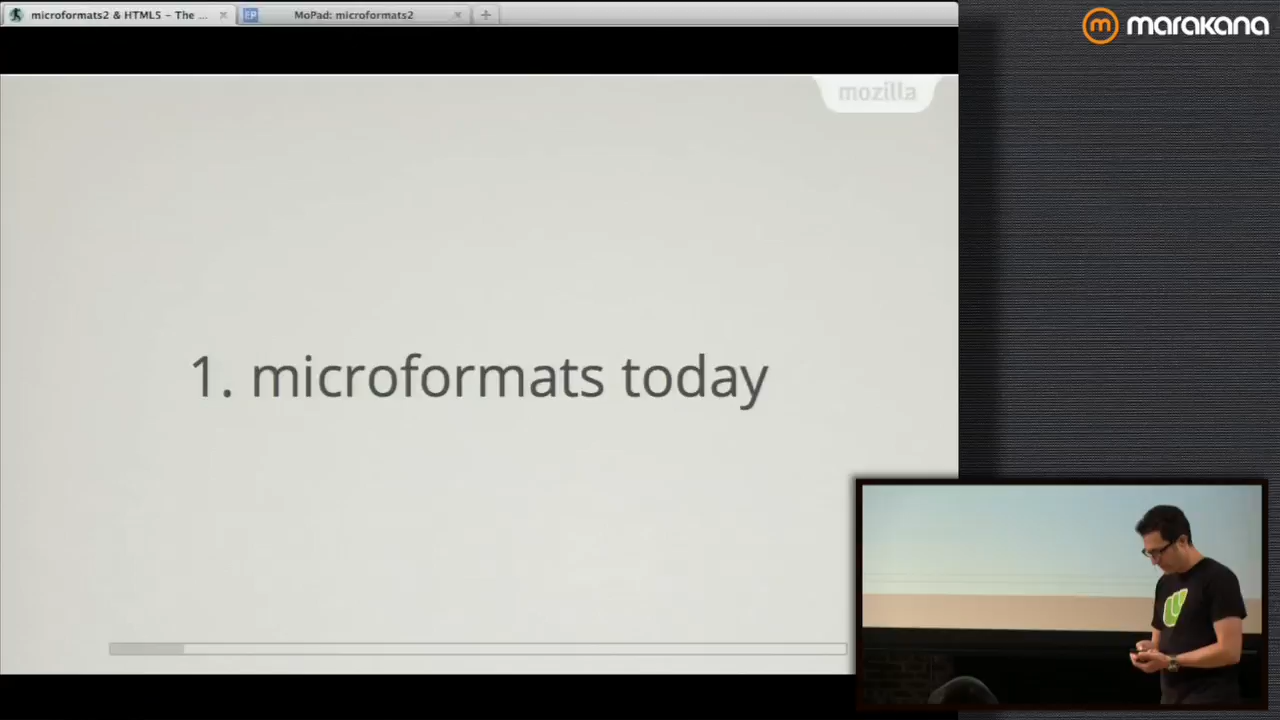 microformats2 & HTML5 – The ...
MoPad: microformats2
marakana
mozilla
1. microformats today